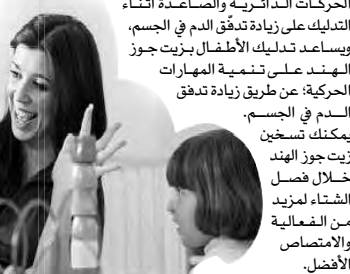 الحركات الدائرية والصاعدة أثناء
التدليك على زيادة تدفّق الدم في الجسم،
ويساعد تدليك الأطفال بزيت جوز
الهند على تنمية المهارات
الحركية؛ عن طريق زيادة تدفق
الدم في الجسم.
يمكنك تسخين
زيت جوز الهند
خلال فصل
الشتاء لمزيد
من الفعالية
والامتصاص
الأفضل.